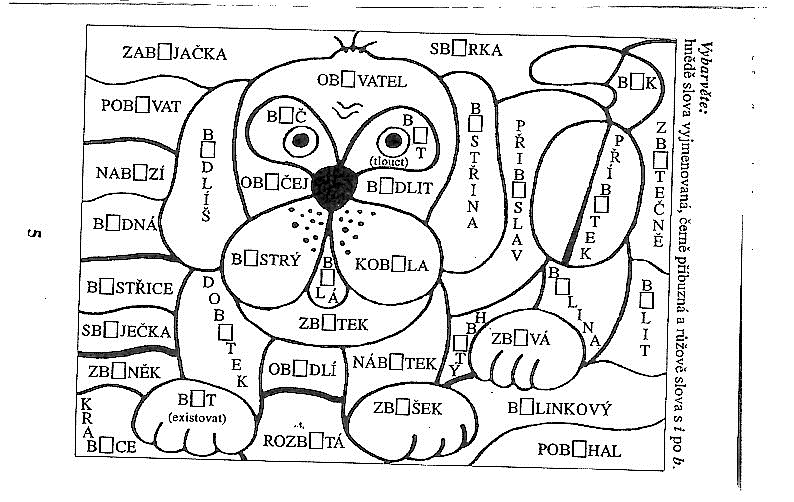 Vybarvěte:
hnědě slova vyjmenovaná, černě příbuzná a růžově slova s i po b.
ZAB□JAČKA
SB□RKA
OB□VATEL
B□K
POB□VAT
B□Č
B□T
(tlouct)
B□DLÍŠ
B□STŘINA
PŘIB□SLAV
PŘÍB□TEK
ZB□TEČNĚ
NAB□ZÍ
OB□ČEJ
B□DLIT
B□DNÁ
B□STRÝ
B□LÁ
KOB□LA
B□STŘICE
DOB□TEK
ZB□TEK
HB□TÝ
B□LINA
B□LIT
SB□JEČKA
ZB□VÁ
ZB□NĚK
OB□DLÍ
NÁB□TEK
B□T
(existovat)
ZB□ŠEK
B□LINKOVÝ
KRAB□CE
ROZB□TÁ
POB□HAL
5